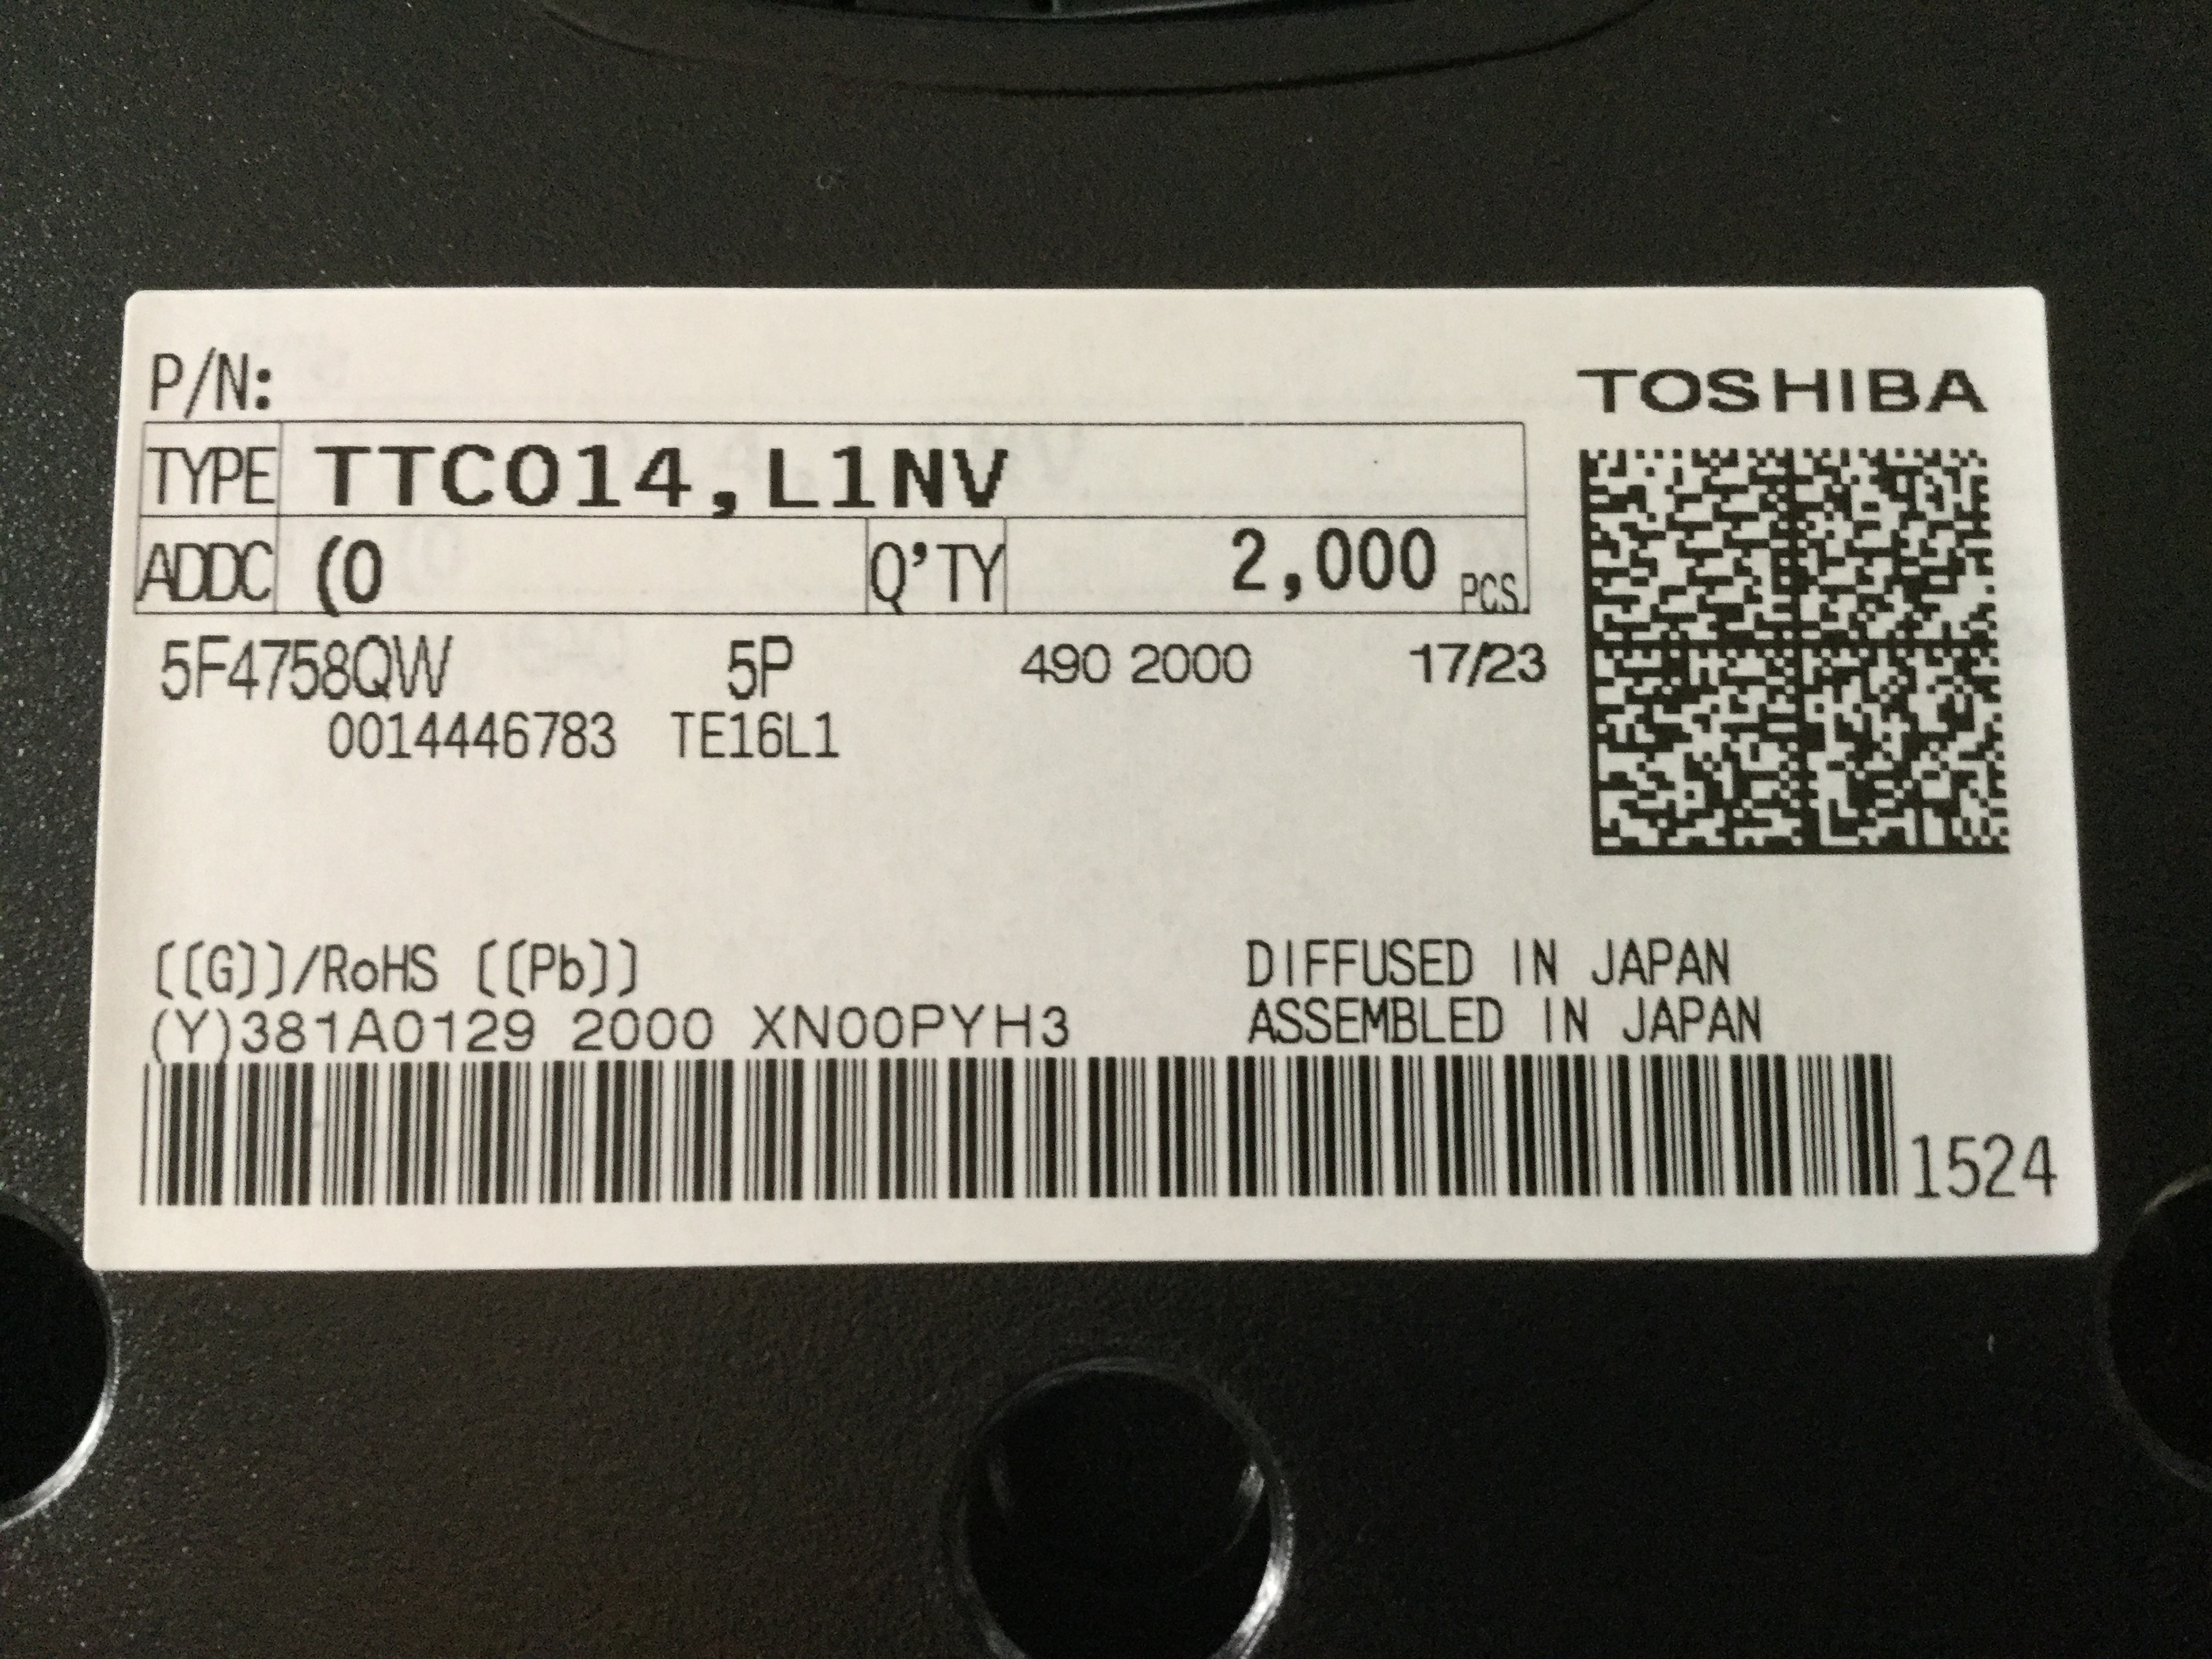 P/N:
TOSHIBA
TYPE TTC014,L1NV
ADDC (0 Q'TY 2,000 PCS.
5F4758QW 5P 490 2000 17/23
0014446783 TE16L1
[[G]]/RoHS [[Pb]]
DIFFUSED IN JAPAN
(Y)381A0129 2000 XN00PYH3
ASSEMBLED IN JAPAN
1524